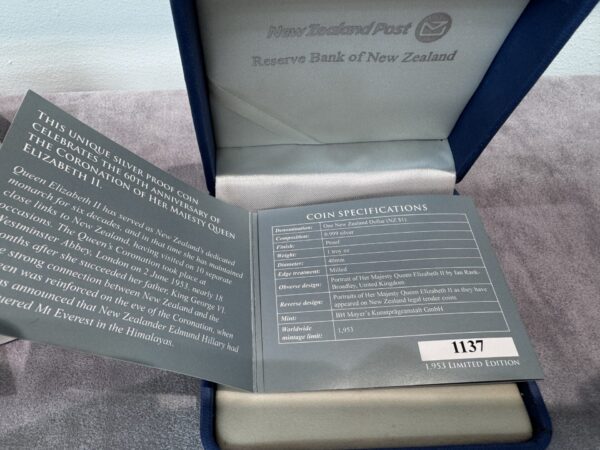 New Zealand Post
Reserve Bank of New Zealand
THIS UNIQUE SILVER PROOF COIN
CELEBRATES THE 60TH ANNIVERSARY OF
THE CORONATION OF HER MAJESTY QUEEN
ELIZABETH II.
Queen Elizabeth II has served as New Zealand's dedicated
monarch for six decades, and in that time she has maintained
close links to New Zealand, having visited on 10 separate
occasions. The Queen's Coronation took place at
Westminster Abbey, London on 2 June 1953, nearly 18
months after she succeeded her father, King George VI.
e strong connection between New Zealand and the
een was reinforced on the eve of the Coronation, when
as announced that New Zealander Edmund Hillary had
uered Mt Everest in the Himalayas.
COIN SPECIFICATIONS
Denomination: One New Zealand Dollar (NZ $1)
Composition: 0.999 silver
Finish: Proof
Weight: 1 troy oz
Diameter: 40mm
Edge treatment: Milled
Obverse design: Portrait of Her Majesty Queen Elizabeth II by Ian Rank-
Broadley, United Kingdom
Reverse design: Portraits of Her Majesty Queen Elizabeth II as they have
appeared on New Zealand legal tender coins
Mint: BH Mayer's Kunstprägeanstalt GmbH
Worldwide
mintage limit: 1,953
1137
1,953 LIMITED EDITION